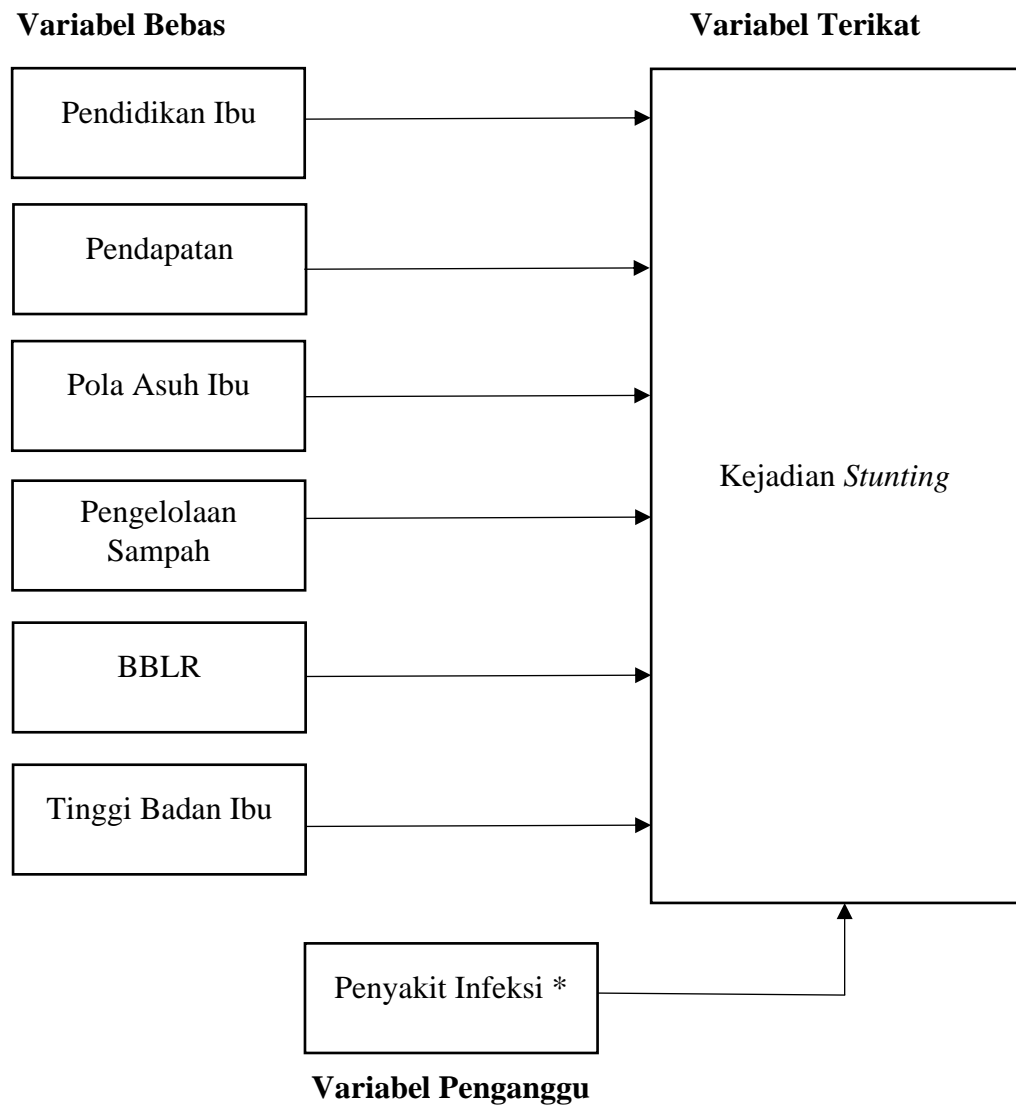 Variabel Bebas
Variabel Terikat
Pendidikan Ibu
Pendapatan
Pola Asuh Ibu
Pengelolaan
Sampah
BBLR
Tinggi Badan Ibu
Kejadian Stunting
Penyakit Infeksi *
Variabel Penganggu